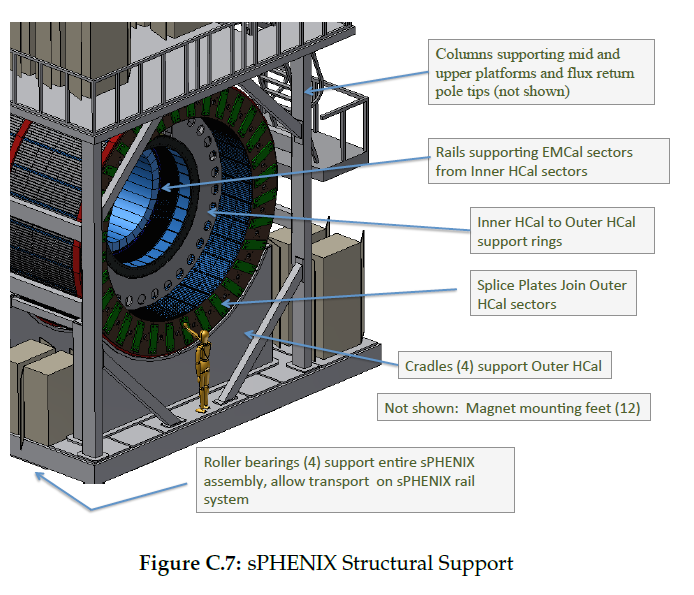 Columns supporting mid and
upper platforms and flux return
pole tips (not shown)
Rails supporting EMCal sectors
from Inner HCal sectors
Inner HCal to Outer HCal
support rings
Splice Plates Join Outer
HCal sectors
Cradles (4) support Outer HCal
Not shown:  Magnet mounting feet (12)
Roller bearings (4) support entire sPHENIX
assembly, allow transport  on sPHENIX rail
system
Figure C.7: sPHENIX Structural Support